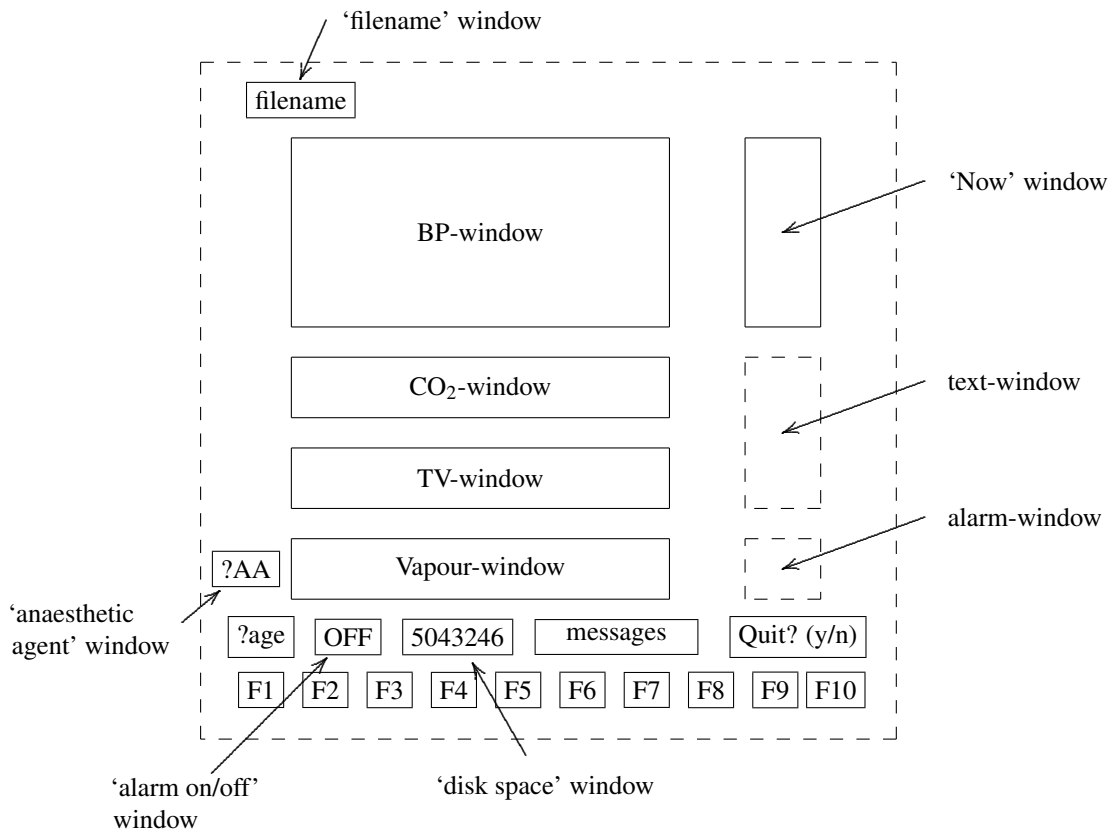 ‘filename’ window
filename
BP-window
‘Now’ window
CO₂-window
text-window
TV-window
alarm-window
Vapour-window
?AA
‘anaesthetic
agent’ window
?age
OFF
5043246
messages
Quit? (y/n)
F1 F2 F3 F4 F5 F6 F7 F8 F9 F10
‘alarm on/off’
window
‘disk space’ window